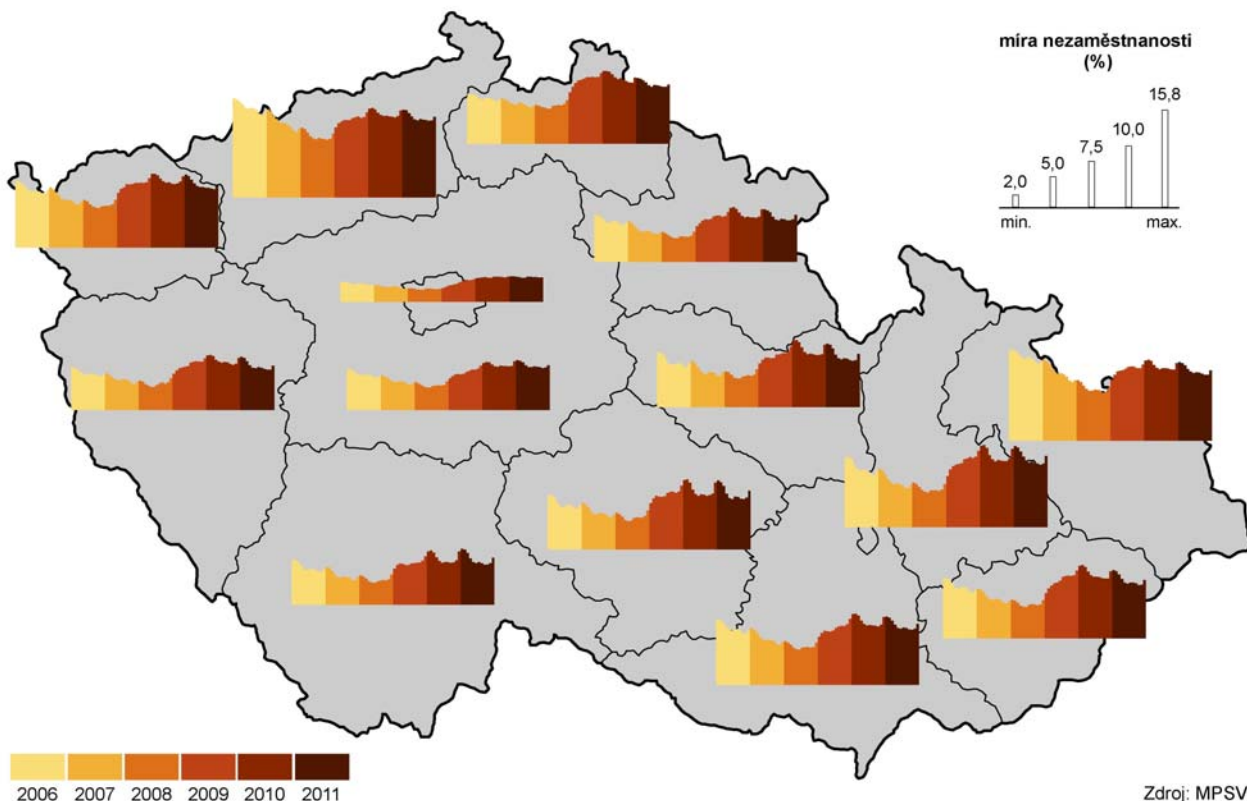 míra nezaměstnanosti
(%)
15,8
10,0
7,5
5,0
2,0
min.
max.
2006 2007 2008 2009 2010 2011
Zdroj: MPSV